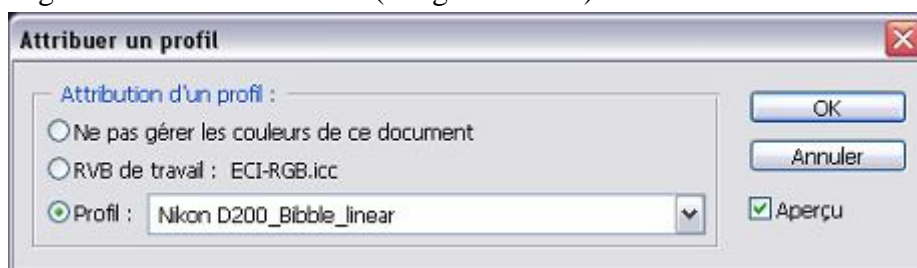 Attribuer un profil
Attribution d'un profil :
Ne pas gérer les couleurs de ce document
RVB de travail : ECI-RGB.icc
Profil : Nikon D200_Bibble_linear
OK
Annuler
Aperçu